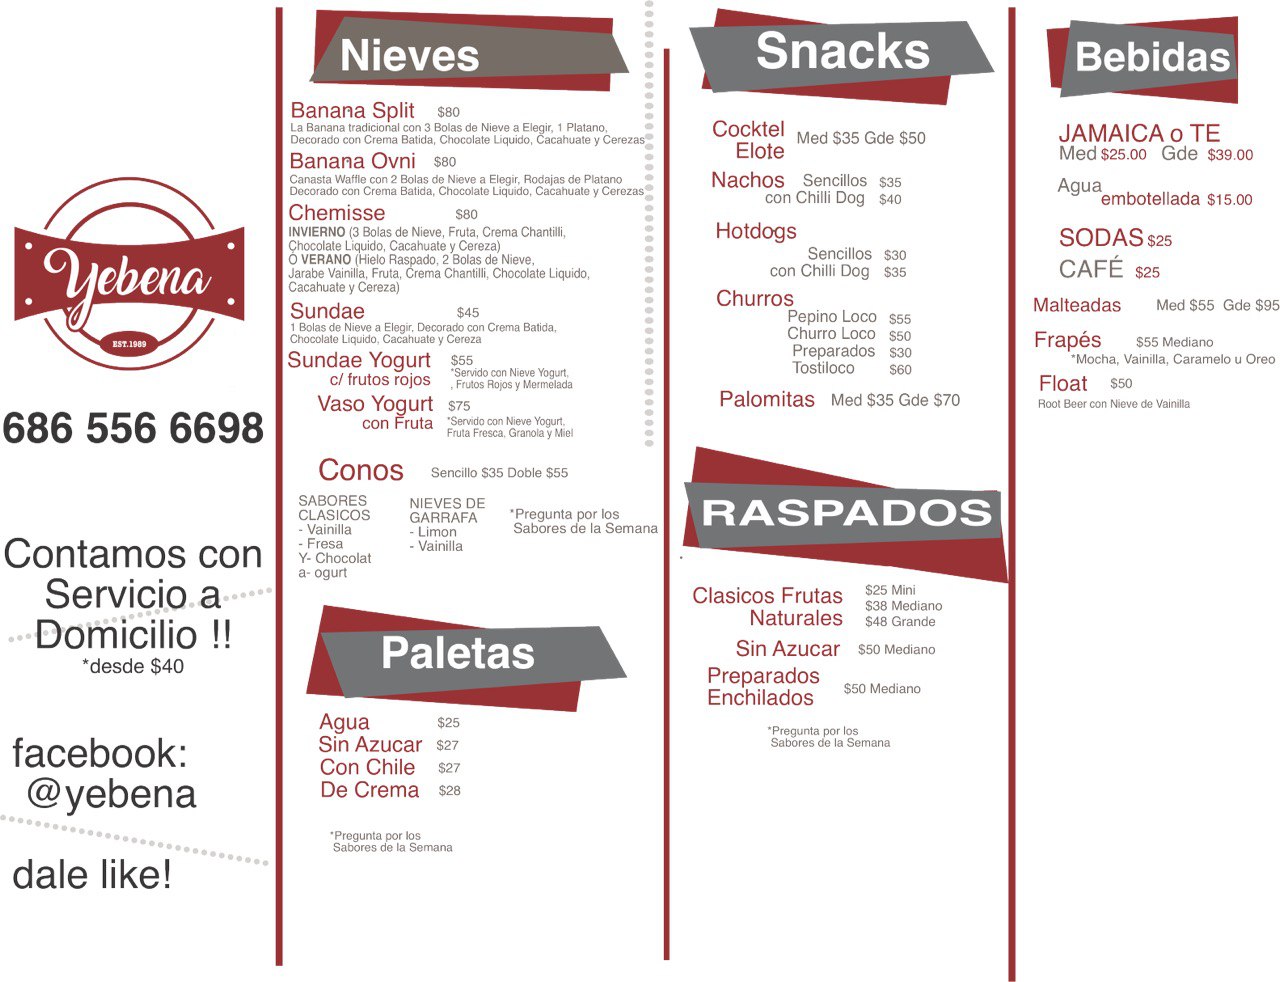 Yebena
EST.1989
686 556 6698
Contamos con
Servicio a
Domicilio !!
*desde $40
facebook:
@yebena
dale like!
Nieves
Banana Split $80
La Banana tradicional con 3 Bolas de Nieve a Elegir, 1 Platano,
Decorado con Crema Batida, Chocolate Liquido, Cacahuate y Cerezas
Banana Ovni $80
Canasta Waffle con 2 Bolas de Nieve a Elegir, Rodajas de Platano
Decorado con Crema Batida, Chocolate Liquido, Cacahuate y Cerezas
Chemisse $80
INVIERNO (3 Bolas de Nieve, Fruta, Crema Chantilli,
Chocolate Liquido, Cacahuate y Cereza)
Ó VERANO (Hielo Raspado, 2 Bolas de Nieve,
Jarabe Vainilla, Fruta, Crema Chantilli, Chocolate Liquido,
Cacahuate y Cereza)
Sundae $45
1 Bolas de Nieve a Elegir, Decorado con Crema Batida,
Chocolate Liquido, Cacahuate y Cereza
Sundae Yogurt $55
c/ frutos rojos *Servido con Nieve Yogurt,
, Frutos Rojos y Mermelada
Vaso Yogurt $75
con Fruta *Servido con Nieve Yogurt,
Fruta Fresca, Granola y Miel
Conos Sencillo $35 Doble $55
SABORES
CLASICOS
- Vainilla
- Fresa
Y- Chocolat
a- ogurt
NIEVES DE
GARRAFA
- Limon
- Vainilla
*Pregunta por los
Sabores de la Semana
Paletas
Agua $25
Sin Azucar $27
Con Chile $27
De Crema $28
*Pregunta por los
Sabores de la Semana
Snacks
Cocktel
Elote Med $35 Gde $50
Nachos Sencillos $35
con Chilli Dog $40
Hotdogs
Sencillos $30
con Chilli Dog $35
Churros
Pepino Loco $55
Churro Loco $50
Preparados $30
Tostiloco $60
Palomitas Med $35 Gde $70
RASPADOS
Clasicos Frutas
Naturales
$25 Mini
$38 Mediano
$48 Grande
Sin Azucar $50 Mediano
Preparados
Enchilados $50 Mediano
*Pregunta por los
Sabores de la Semana
Bebidas
JAMAICA o TE
Med $25.00 Gde $39.00
Agua
embotellada $15.00
SODAS $25
CAFÉ $25
Malteadas Med $55 Gde $95
Frapés $55 Mediano
*Mocha, Vainilla, Caramelo u Oreo
Float $50
Root Beer con Nieve de Vainilla